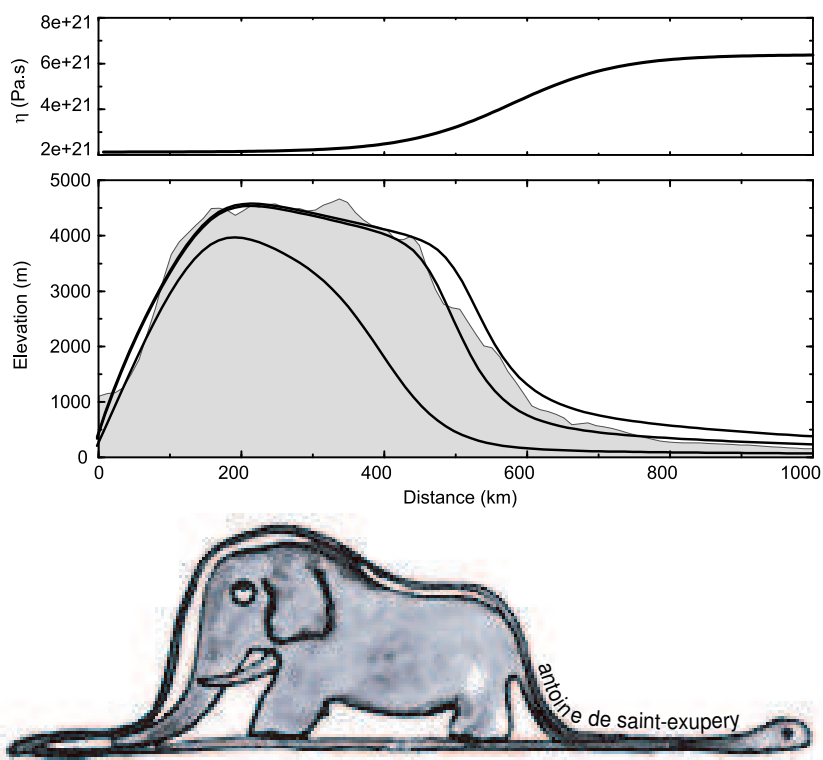 8e+21
6e+21
4e+21
2e+21
η (Pa.s)
5000
4000
3000
2000
1000
0
Elevation (m)
0 200 400 600 800 1000
Distance (km)
antoine de saint-exupery